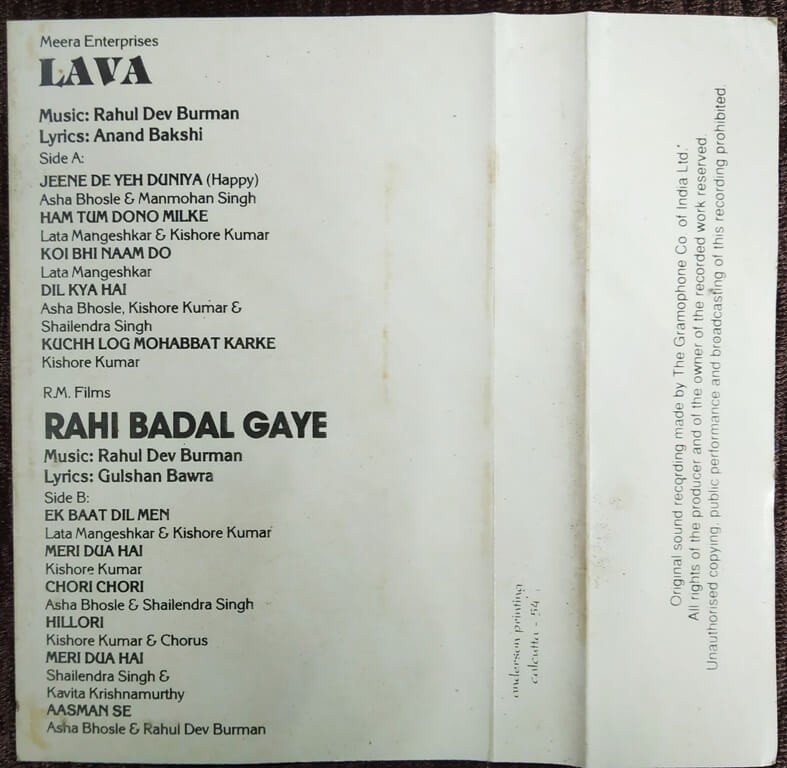 Meera Enterprises
LAVA
Music: Rahul Dev Burman
Lyrics: Anand Bakshi
Side A:
JEENE DE YEH DUNIYA (Happy)
Asha Bhosle & Manmohan Singh
HAM TUM DONO MILKE
Lata Mangeshkar & Kishore Kumar
KOI BHI NAAM DO
Lata Mangeshkar
DIL KYA HAI
Asha Bhosle, Kishore Kumar &
Shailendra Singh
KUCHH LOG MOHABBAT KARKE
Kishore Kumar
R.M. Films
RAHI BADAL GAYE
Music: Rahul Dev Burman
Lyrics: Gulshan Bawra
Side B:
EK BAAT DIL MEN
Lata Mangeshkar & Kishore Kumar
MERI DUA HAI
Kishore Kumar
CHORI CHORI
Asha Bhosle & Shailendra Singh
HILLORI
Kishore Kumar & Chorus
MERI DUA HAI
Shailendra Singh &
Kavita Krishnamurthy
AASMAN SE
Asha Bhosle & Rahul Dev Burman
anderson printing
calcutta - 54
Original sound recording made by The Gramophone Co of India Ltd.
All rights of the producer and of the owner of the recorded work reserved.
Unauthorised copying, public performance and broadcasting of this recording prohibited.